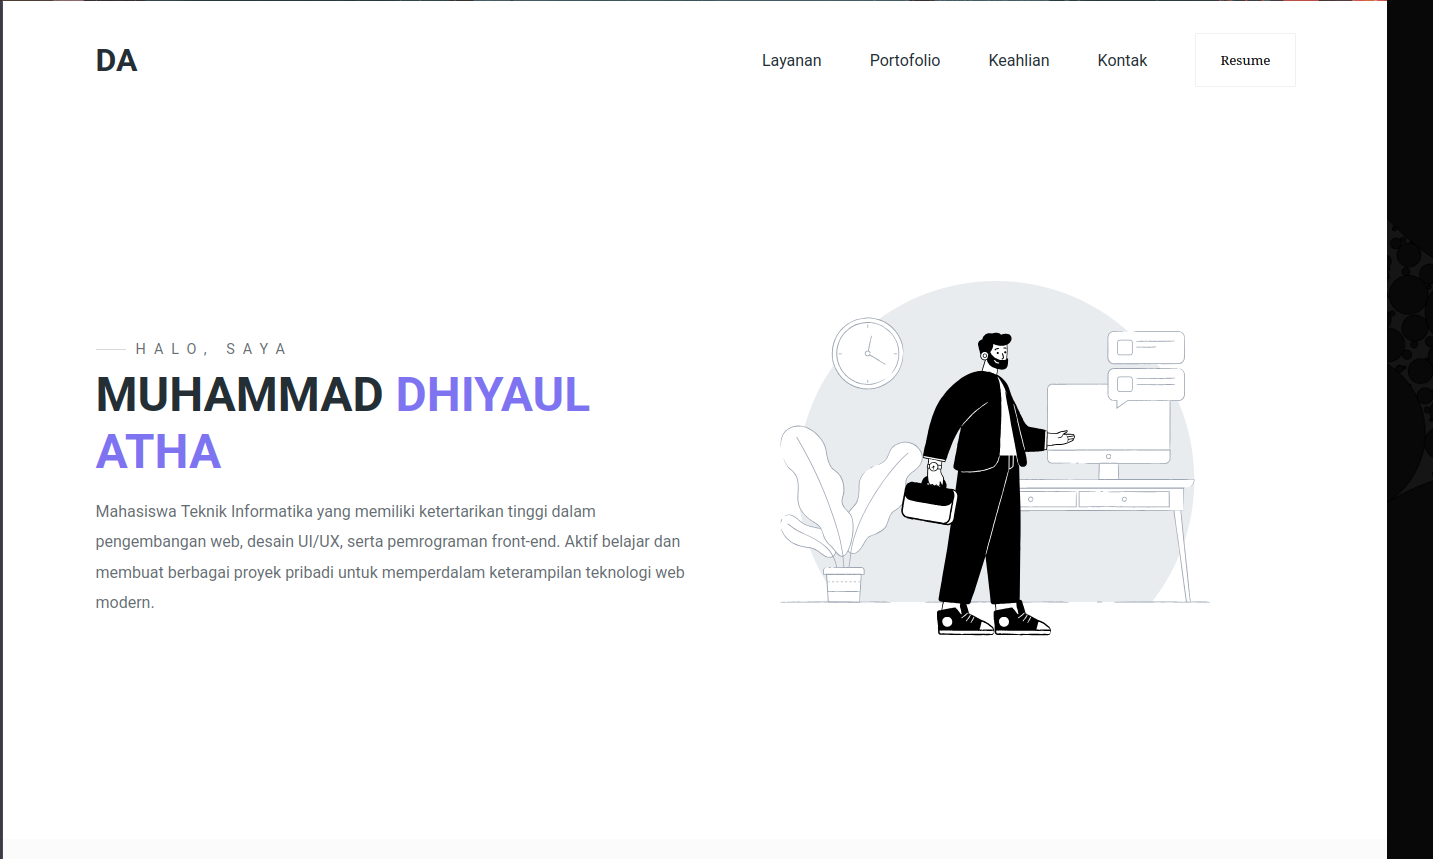 DA
Layanan
Portofolio
Keahlian
Kontak
Resume
HALO, SAYA
MUHAMMAD DHIYAUL
ATHA
Mahasiswa Teknik Informatika yang memiliki ketertarikan tinggi dalam
pengembangan web, desain UI/UX, serta pemrograman front-end. Aktif belajar dan
membuat berbagai proyek pribadi untuk memperdalam keterampilan teknologi web
modern.